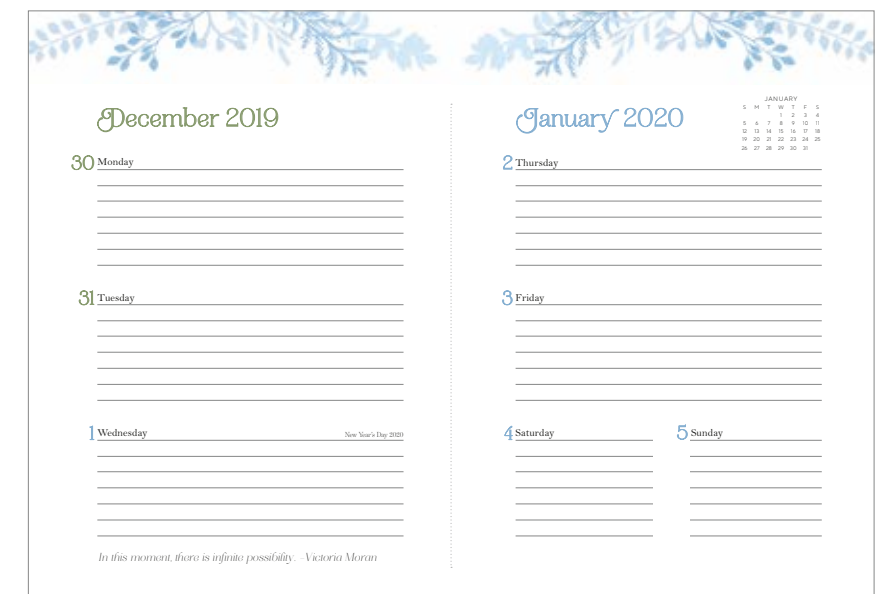 December 2019
30 Monday
31 Tuesday
1 Wednesday New Year's Day 2020
In this moment, there is infinite possibility. –Victoria Moran
January 2020
JANUARY
S M T W T F S
1 2 3 4
5 6 7 8 9 10 11
12 13 14 15 16 17 18
19 20 21 22 23 24 25
26 27 28 29 30 31
2 Thursday
3 Friday
4 Saturday
5 Sunday